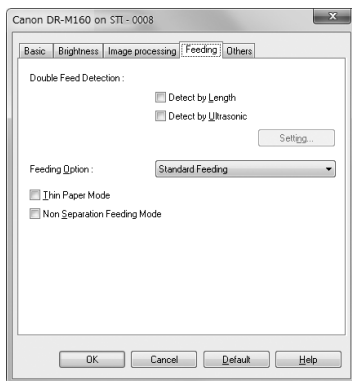 Canon DR-M160 on STI - 0008
x
Basic Brightness Image processing Feeding Others
Double Feed Detection :
Detect by Length
Detect by Ultrasonic
Setting...
Feeding Option : Standard Feeding
Thin Paper Mode
Non Separation Feeding Mode
OK Cancel Default Help